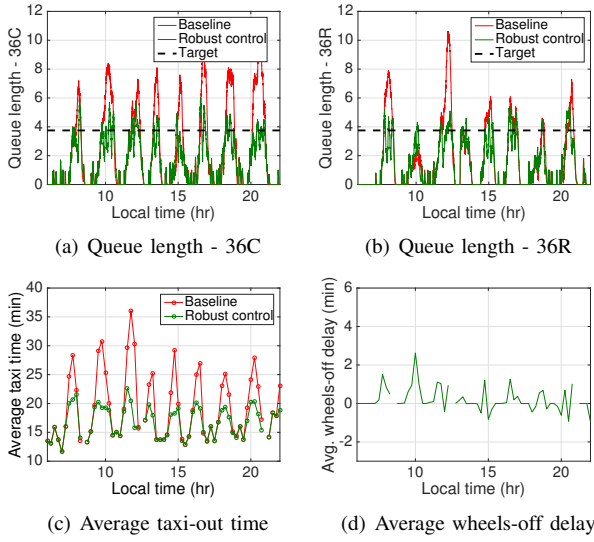 Queue length - 36C
12
10
8
6
4
2
0
10
15
20
Local time (hr)
Baseline
Robust control
Target
(a) Queue length - 36C
Queue length - 36R
12
10
8
6
4
2
0
10
15
20
Local time (hr)
Baseline
Robust control
Target
(b) Queue length - 36R
Average taxi time (min)
40
35
30
25
20
15
10
10
15
20
Local time (hr)
Baseline
Robust control
(c) Average taxi-out time
Avg. wheels-off delay (min)
6
4
2
0
-2
10
15
20
Local time (hr)
(d) Average wheels-off delay